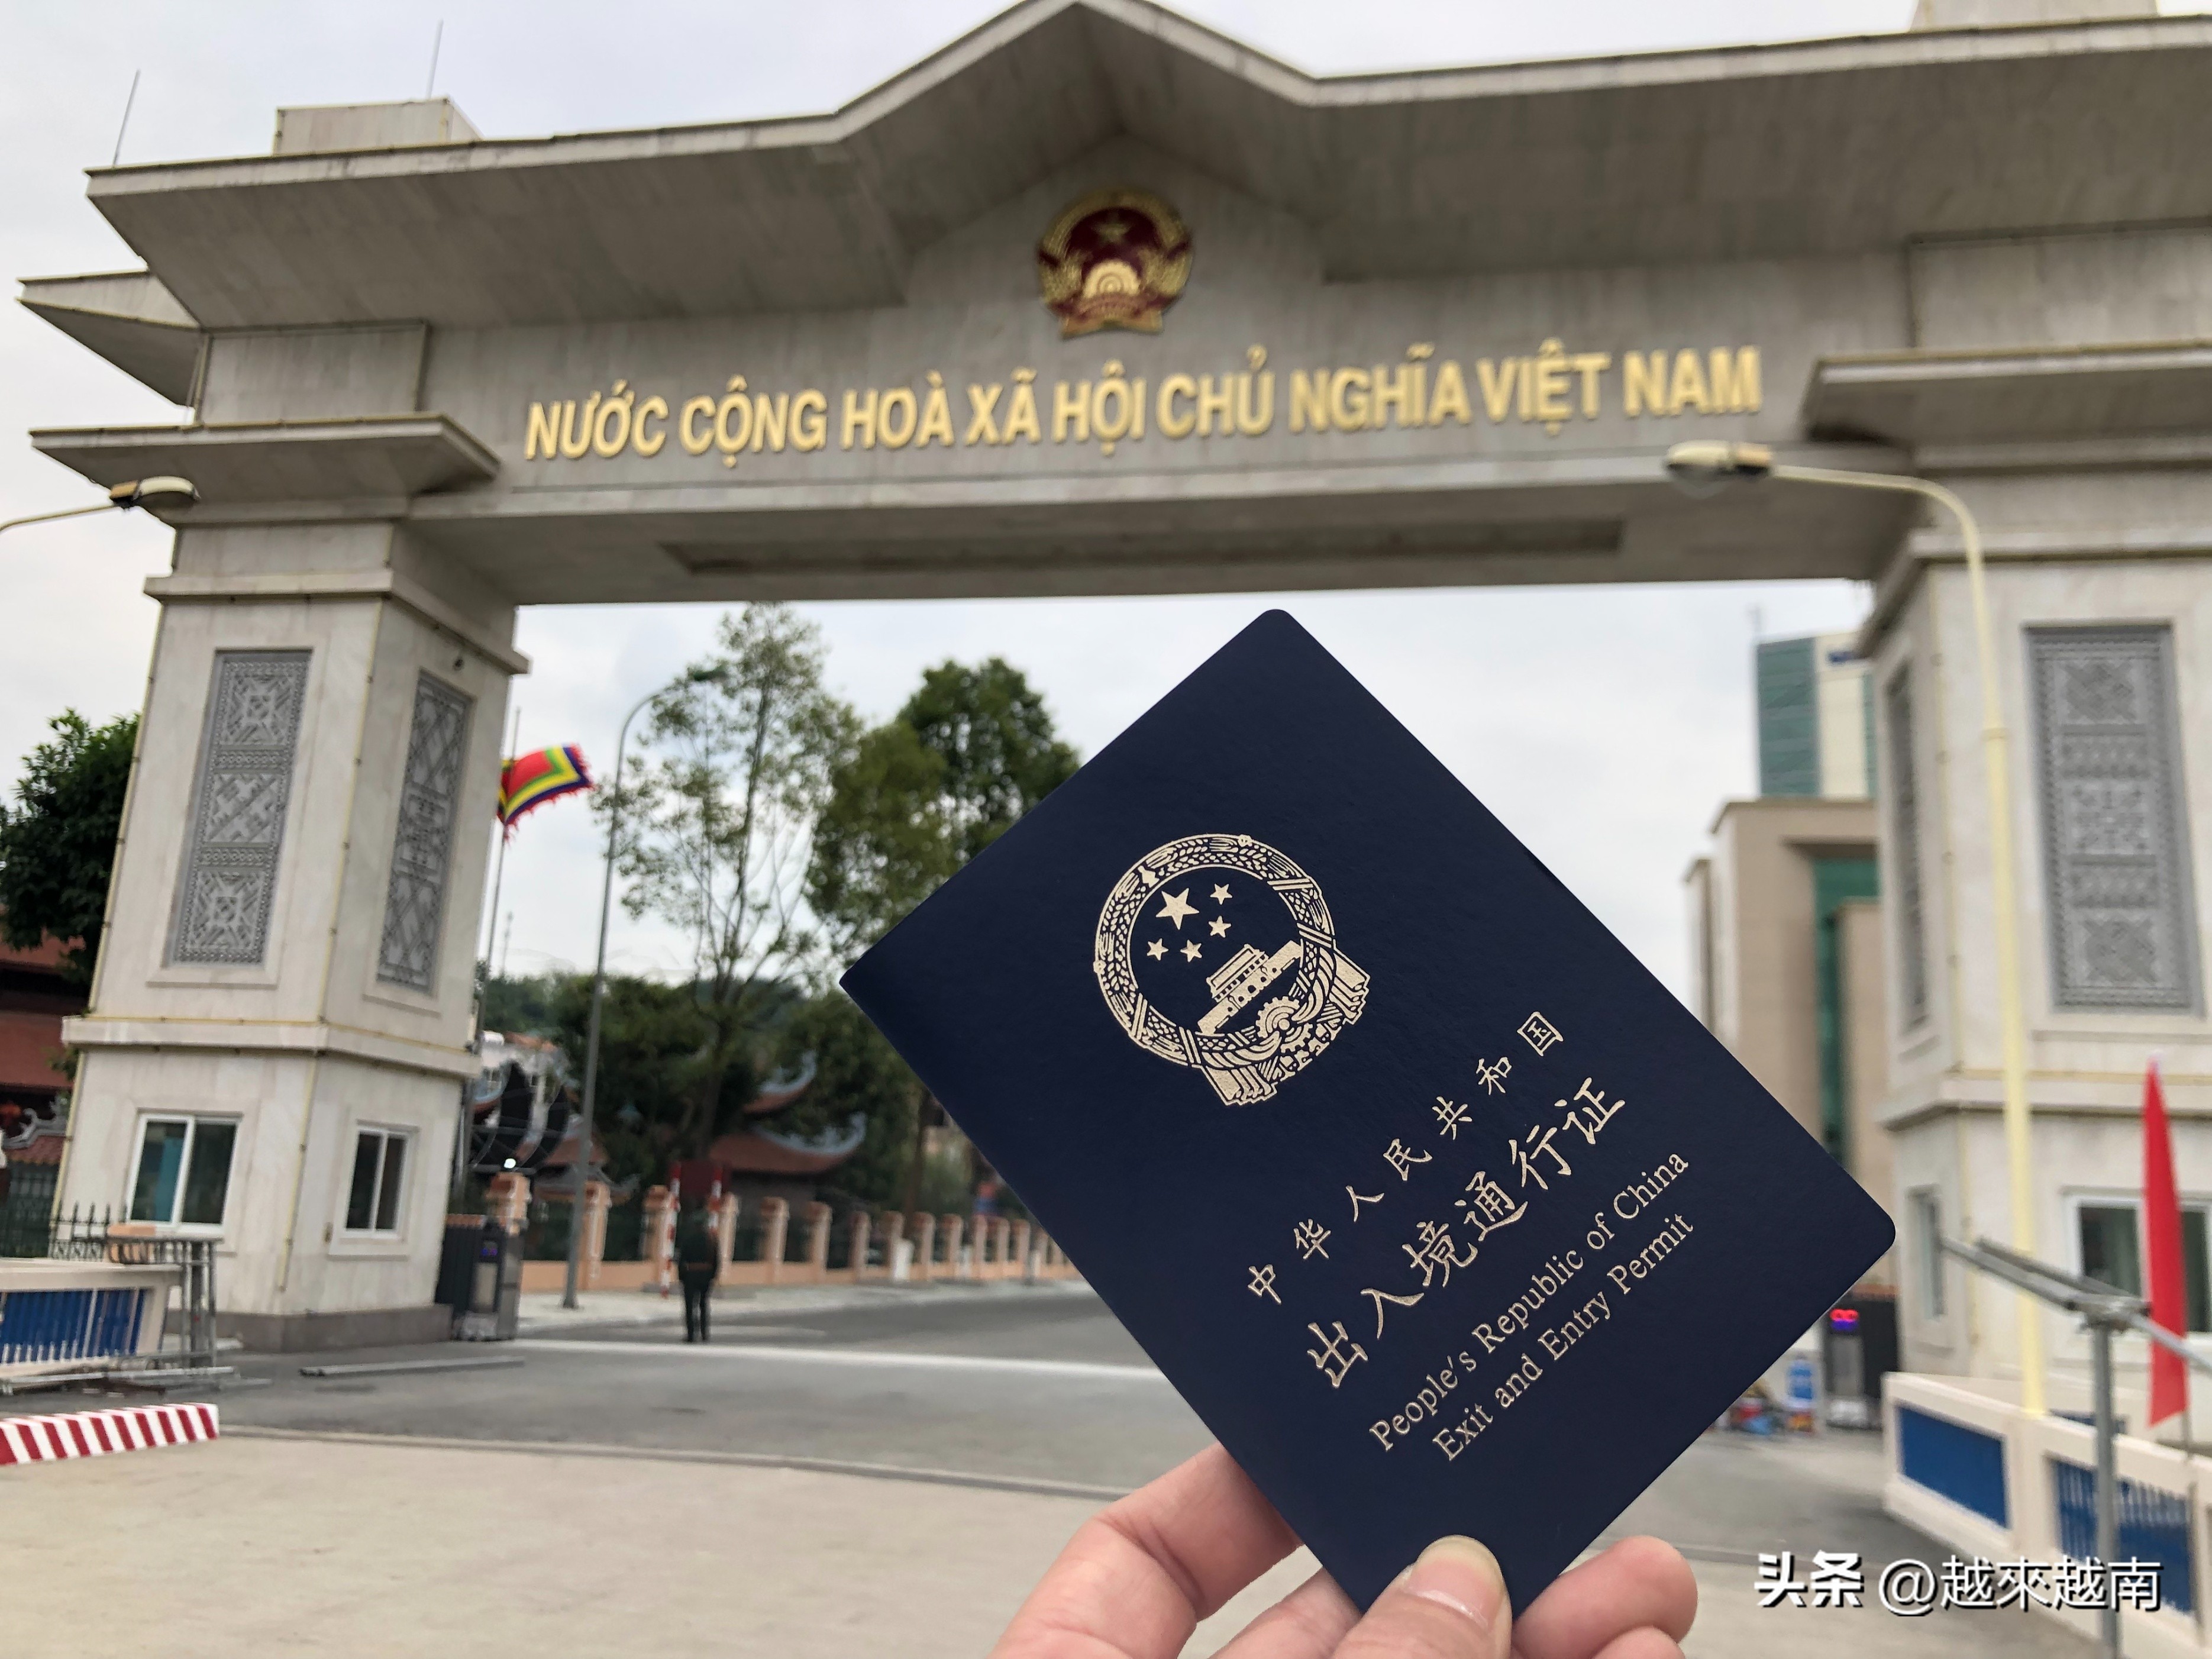 NƯỚC CỘNG HOÀ XÃ HỘI CHỦ NGHĨA VIỆT NAM
中华人民共和国
出入境通行证
People's Republic of China
Exit and Entry Permit
头条 @越來越南